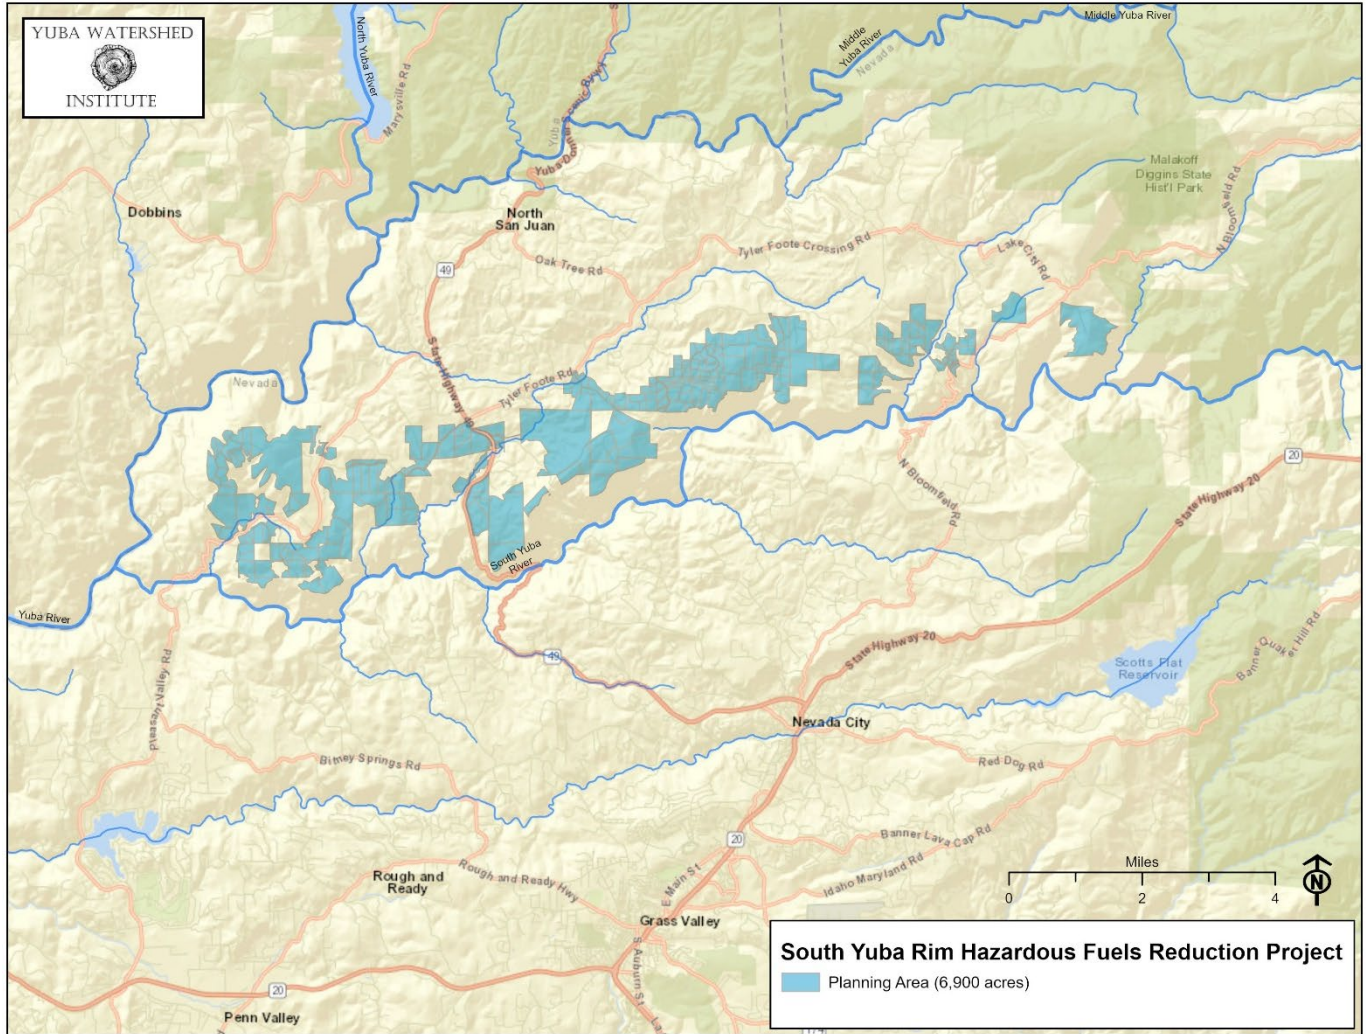 YUBA WATERSHED
INSTITUTE
North Yuba River
Marysville Rd
Middle
Yuba River
Nevada
Middle Yuba River
Yuba
Malakoff
Diggins State
Hist'l Park
N Bloomfield Rd
Dobbins
North
San Juan
49
Oak Tree Rd
Tyler Foote Crossing Rd
Lake City Rd
State Highway 49
Tyler Foote Rd
Nevada
20
State Highway 20
N Bloomfield Rd
South Yuba
River
Yuba River
Pleasant Valley Rd
49
State Highway 20
Scotts Flat
Reservoir
Banner Quaker Hill Rd
Nevada City
Bitney Springs Rd
Red Dog Rd
20
Banner Lava Cap Rd
Idaho Maryland Rd
E Main St
Rough and
Ready
Rough and Ready Hwy
Grass Valley
S Auburn St
20
Penn Valley
Miles
0 2 4
N
South Yuba Rim Hazardous Fuels Reduction Project
Planning Area (6,900 acres)